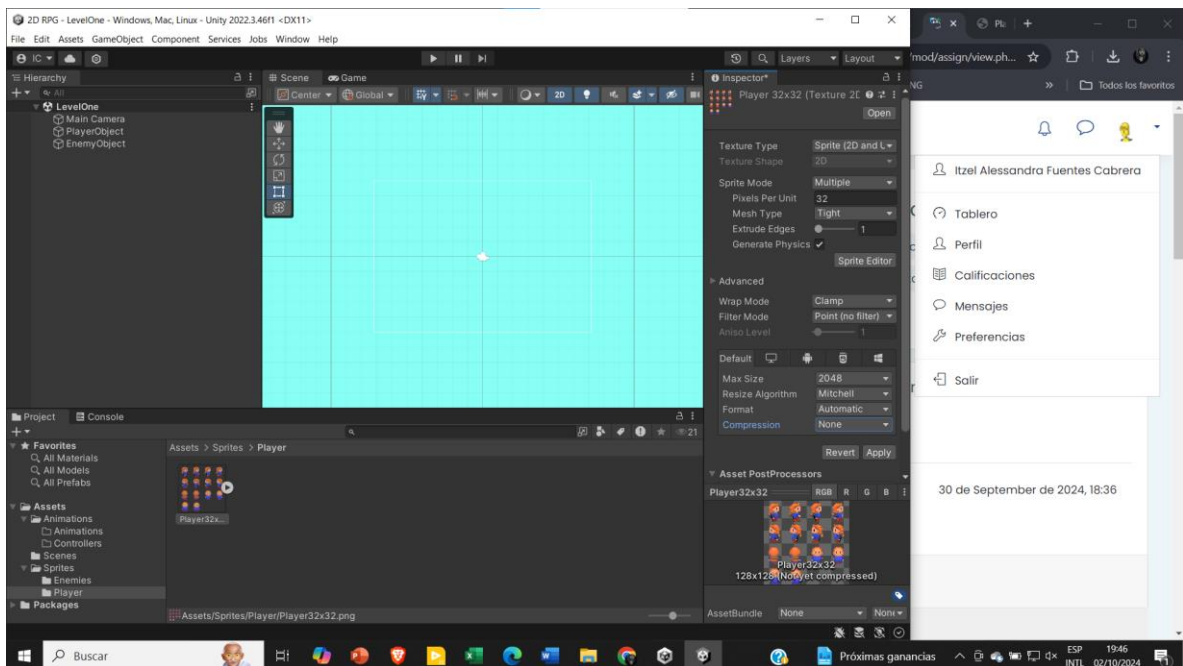 2D RPG - LevelOne - Windows, Mac, Linux - Unity 2022.3.46f1 <DX11>
File Edit Assets GameObject Component Services Jobs Window Help
IC
Layers
Layout
Hierarchy
All
LevelOne
Main Camera
PlayerObject
EnemyObject
Scene
Game
Center
Global
2D
Inspector*
Player 32x32 (Texture 2D
Open
Texture Type
Sprite (2D and U
Texture Shape
2D
Sprite Mode
Multiple
Pixels Per Unit
32
Mesh Type
Tight
Extrude Edges
1
Generate Physics
Sprite Editor
Advanced
Wrap Mode
Clamp
Filter Mode
Point (no filter)
Aniso Level
1
Default
Max Size
2048
Resize Algorithm
Mitchell
Format
Automatic
Compression
None
Revert
Apply
Asset PostProcessors
Player32x32
RGB R G B
Player32x32
128x128 (Not yet compressed)
AssetBundle
None
None
Project
Console
21
Favorites
All Materials
All Models
All Prefabs
Assets
Animations
Animations
Controllers
Scenes
Sprites
Enemies
Player
Packages
Assets > Sprites > Player
Player32x...
Assets/Sprites/Player/Player32x32.png
Pla
/mod/assign/view.ph...
NG
»
Todos los favoritos
Itzel Alessandra Fuentes Cabrera
Tablero
Perfil
Calificaciones
Mensajes
Preferencias
Salir
30 de September de 2024, 18:36
Buscar
Próximas ganancias
ESP
INTL
19:46
02/10/2024